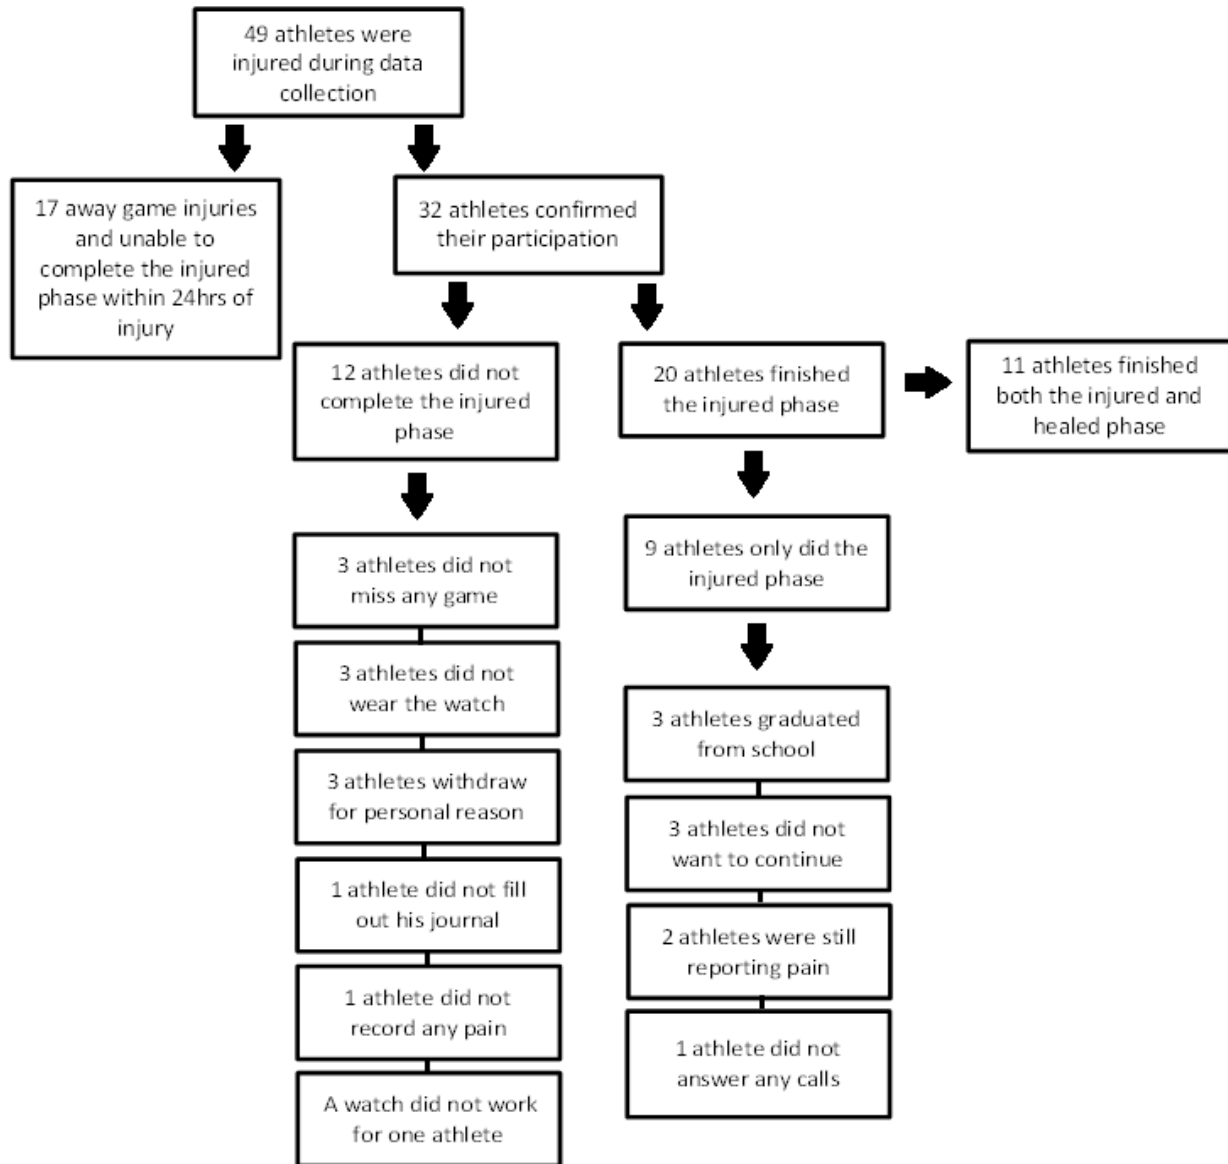 49 athletes were
injured during data
collection
17 away game injuries
and unable to
complete the injured
phase within 24hrs of
injury
32 athletes confirmed
their participation
12 athletes did not
complete the injured
phase
20 athletes finished
the injured phase
11 athletes finished
both the injured and
healed phase
3 athletes did not
miss any game
3 athletes did not
wear the watch
3 athletes withdraw
for personal reason
1 athlete did not fill
out his journal
1 athlete did not
record any pain
A watch did not work
for one athlete
9 athletes only did the
injured phase
3 athletes graduated
from school
3 athletes did not
want to continue
2 athletes were still
reporting pain
1 athlete did not
answer any calls